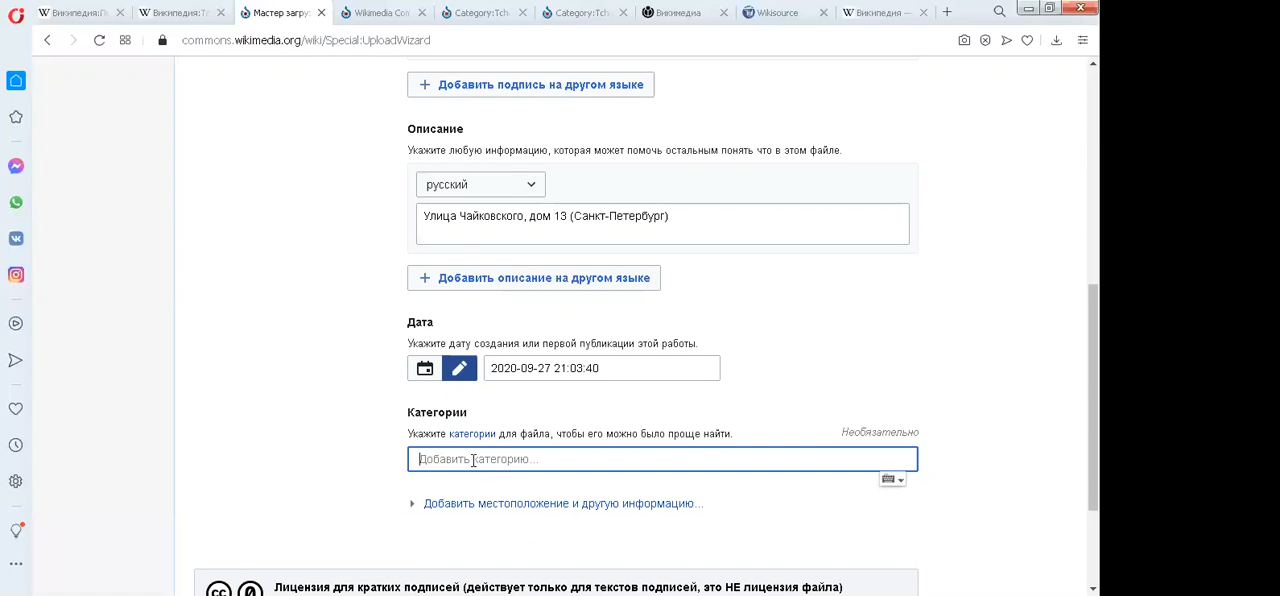 Википедия:П
Википедия:Т
Мастер загру
Wikimedia Con
Category:Tch
Category:Tch
Викимедиа
Wikisource
Википедия —
commons.wikimedia.org/wiki/Special:UploadWizard
+ Добавить подпись на другом языке
Описание
Укажите любую информацию, которая может помочь остальным понять что в этом файле.
русский
Улица Чайковского, дом 13 (Санкт-Петербург)
+ Добавить описание на другом языке
Дата
Укажите дату создания или первой публикации этой работы.
2020-09-27 21:03:40
Категории
Укажите категории для файла, чтобы его можно было проще найти.
Необязательно
Добавить категорию...
Добавить местоположение и другую информацию...
Лицензия для кратких подписей (действует только для текстов подписей, это НЕ лицензия файла)